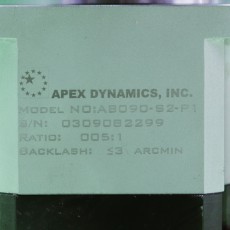 APEX DYNAMICS, INC.
MODEL NO:AB090-S2-P1
S/N: 0309082299
RATIO: 005:1
BACKLASH: ≤3 ARCMIN